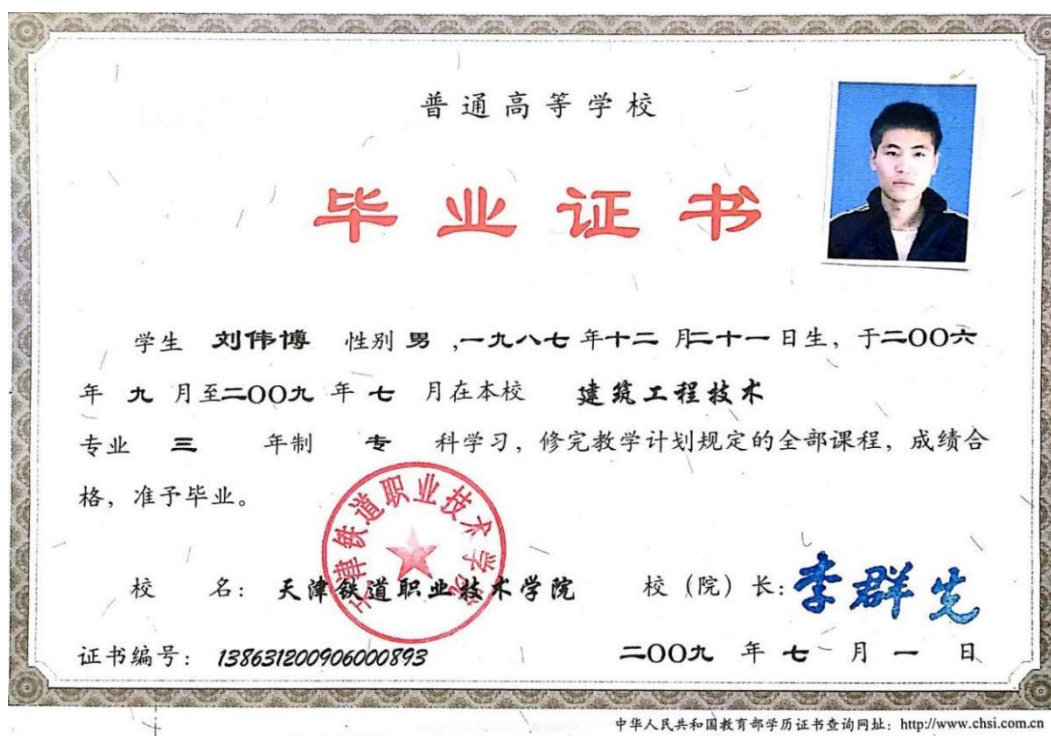 普通高等学校
毕业证书
学生 刘伟博 性别 男 ,一九八七年十二月二十一日生，于二00六
年 九 月至二00九 年 七 月在本校 建筑工程技术
专业 三 年制 专 科学习，修完教学计划规定的全部课程，成绩合
格，准予毕业。
天津铁道职业技术学院
校 名： 天津铁道职业技术学院 校（院）长：李群先
证书编号： 138631200906000893 二00九 年 七 月 一 日
中华人民共和国教育部学历证书查询网址：http://www.chsi.com.cn